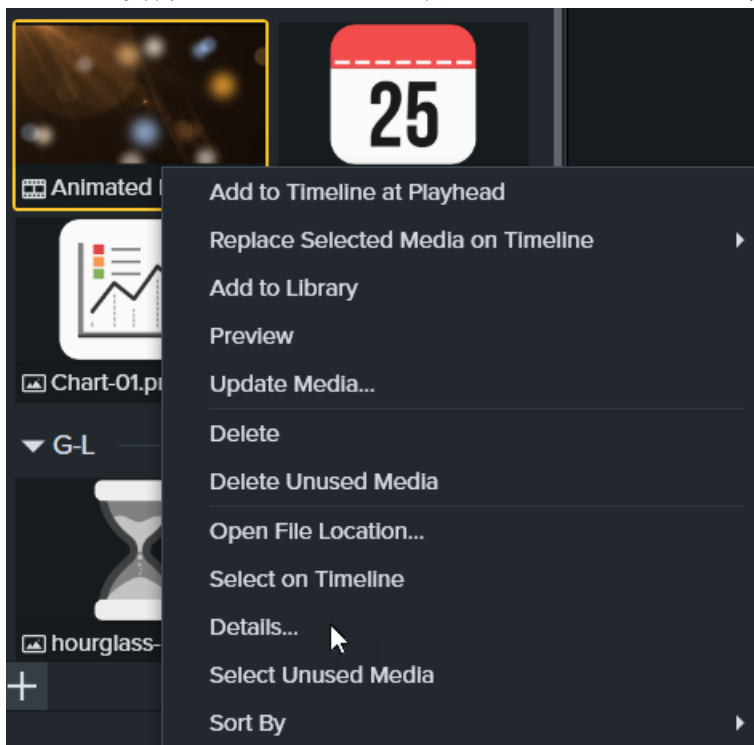 25
Animated
Add to Timeline at Playhead
Replace Selected Media on Timeline
Add to Library
Preview
Chart-01.pr
Update Media...
G-L
Delete
Delete Unused Media
Open File Location...
Select on Timeline
Details...
hourglass-
Select Unused Media
Sort By